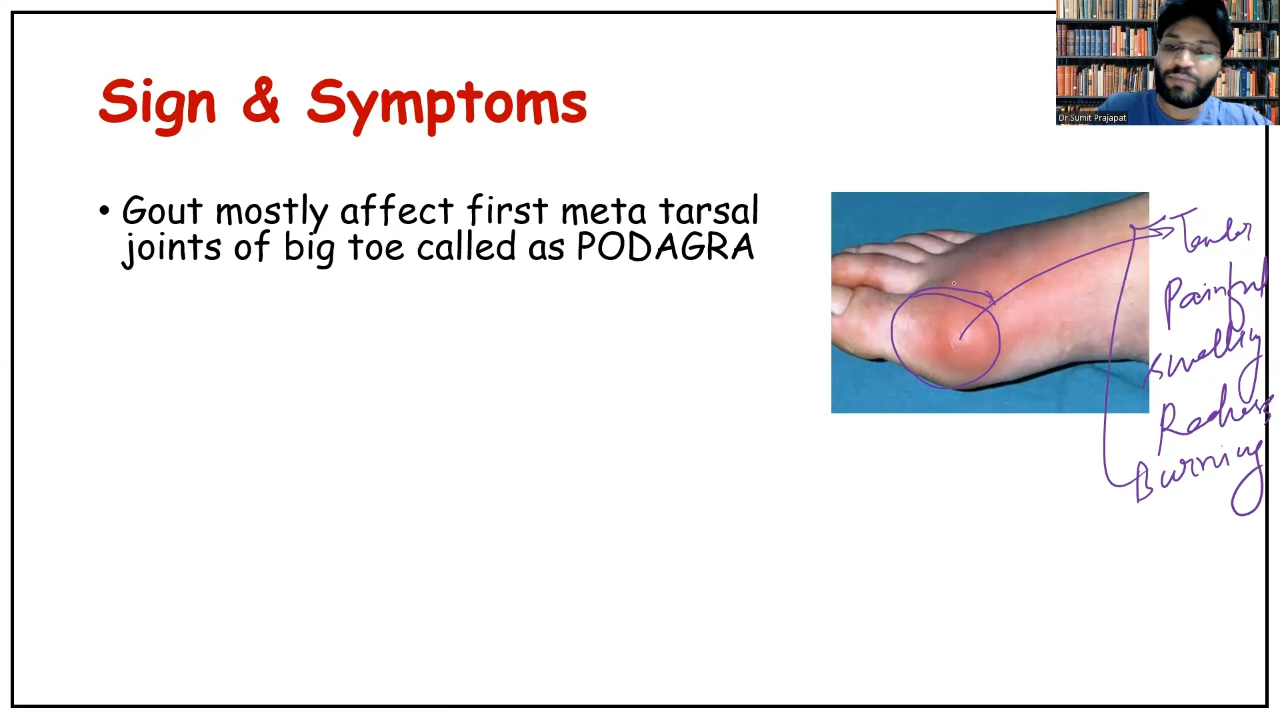 Sign & Symptoms
Dr.Sumit Prajapat
• Gout mostly affect first meta tarsal
joints of big toe called as PODAGRA
Tender
Painful
Swelling
Redness
Burning